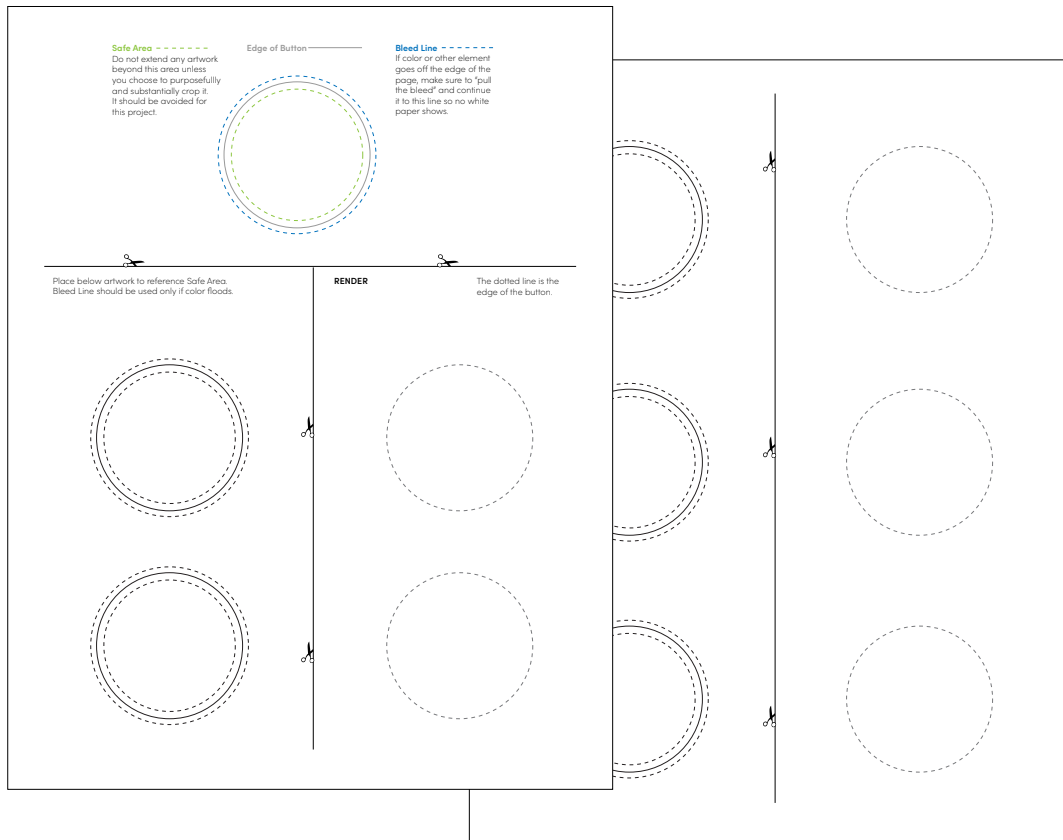 Safe Area
Do not extend any artwork
beyond this area unless
you choose to purposefullly
and substantially crop it.
It should be avoided for
this project.
Edge of Button
Bleed Line
If color or other element
goes off the edge of the
page, make sure to “pull
the bleed” and continue
it to this line so no white
paper shows.
Place below artwork to reference Safe Area.
Bleed Line should be used only if color floods.
RENDER
The dotted line is the
edge of the button.